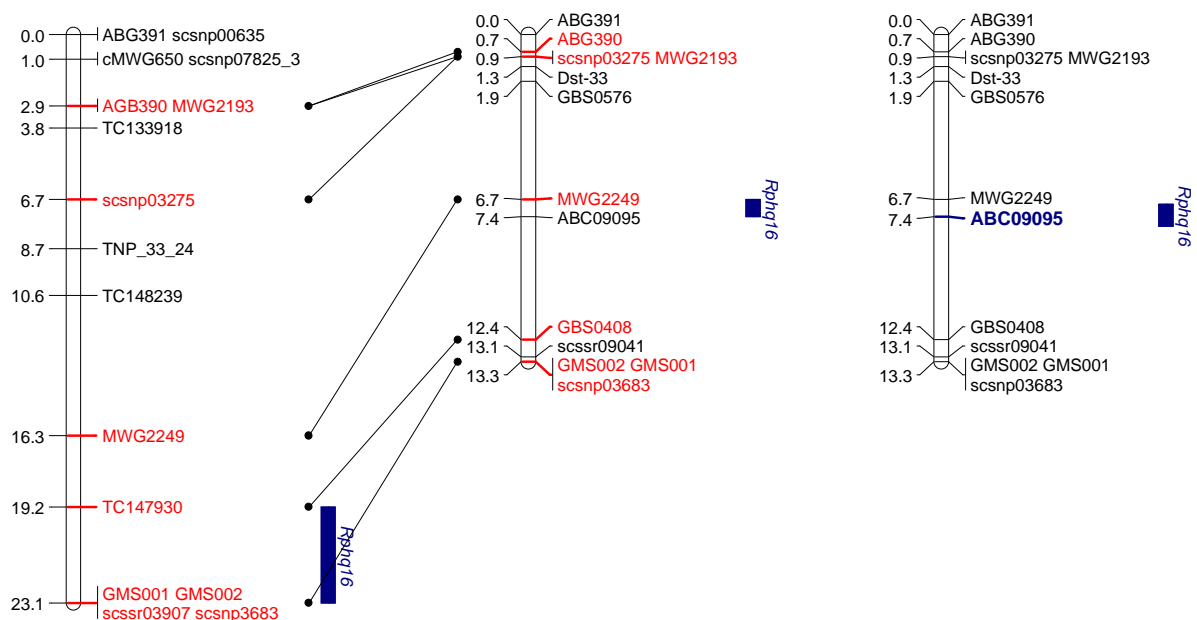 0.0 ABG391 scsnp00635
1.0 cMWG650 scsnp07825_3
2.9 AGB390 MWG2193
3.8 TC133918
6.7 scsnp03275
8.7 TNP_33_24
10.6 TC148239
16.3 MWG2249
19.2 TC147930
23.1 GMS001 GMS002
scssr03907 scsnp3683
Rphq16
0.0 ABG391
0.7 ABG390
0.9 scsnp03275 MWG2193
1.3 Dst-33
1.9 GBS0576
6.7 MWG2249
7.4 ABC09095
12.4 GBS0408
13.1 scssr09041
13.3 GMS002 GMS001
scsnp03683
Rphq16
0.0 ABG391
0.7 ABG390
0.9 scsnp03275 MWG2193
1.3 Dst-33
1.9 GBS0576
6.7 MWG2249
7.4 ABC09095
12.4 GBS0408
13.1 scssr09041
13.3 GMS002 GMS001
scsnp03683
Rphq16